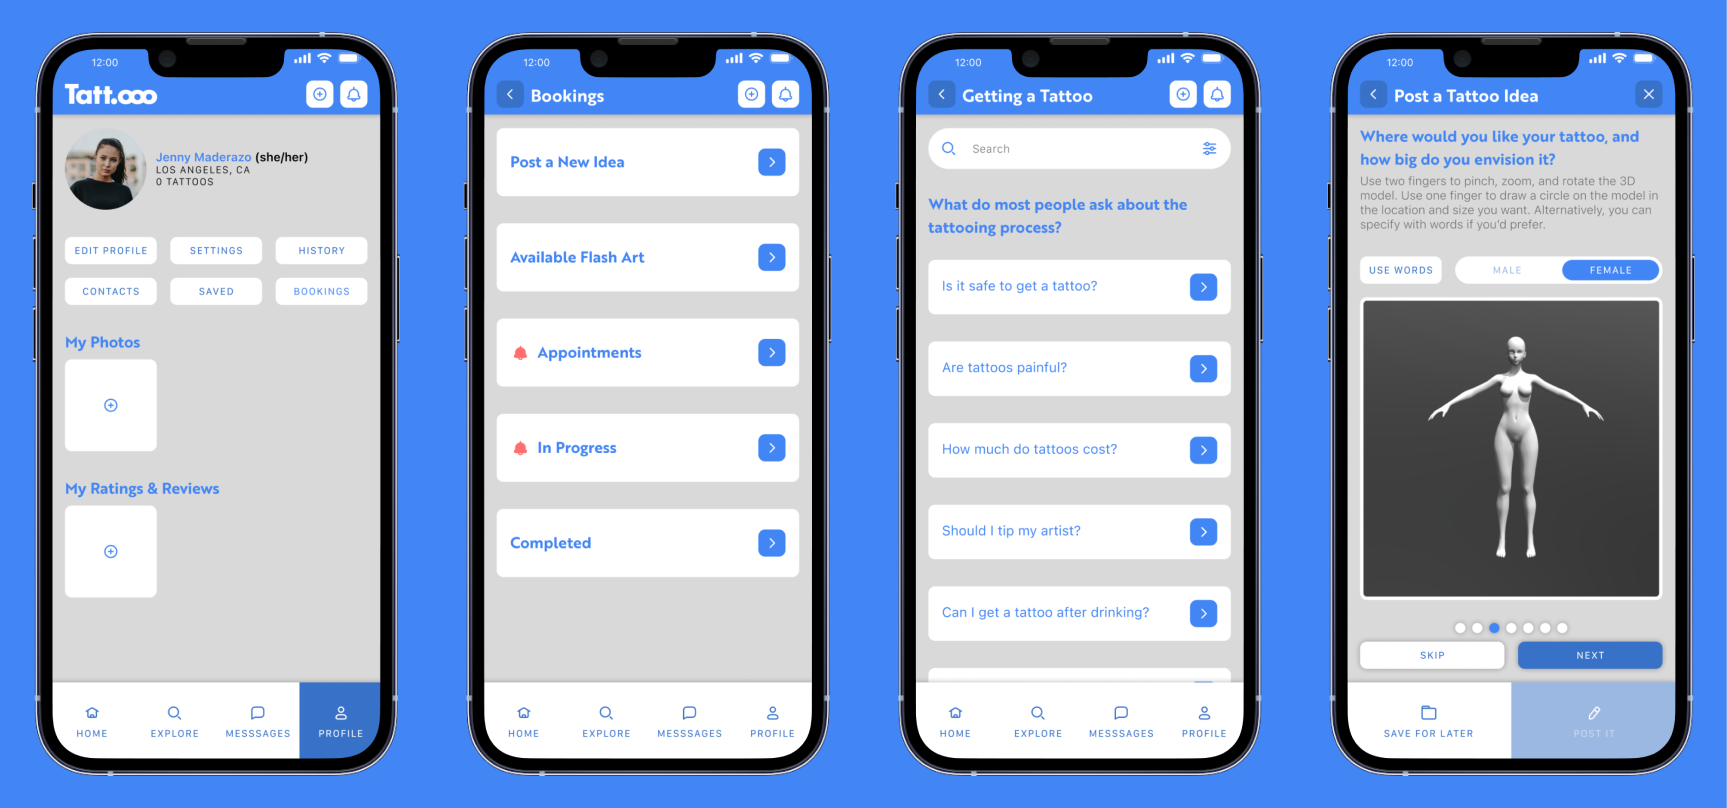 12:00
Tatt.ooo
Jenny Maderazo (she/her)
LOS ANGELES, CA
0 TATTOOS
EDIT PROFILE
SETTINGS
HISTORY
CONTACTS
SAVED
BOOKINGS
My Photos
My Ratings & Reviews
HOME
EXPLORE
MESSSAGES
PROFILE
12:00
Bookings
Post a New Idea
Available Flash Art
Appointments
In Progress
Completed
HOME
EXPLORE
MESSSAGES
PROFILE
12:00
Getting a Tattoo
Search
What do most people ask about the
tattooing process?
Is it safe to get a tattoo?
Are tattoos painful?
How much do tattoos cost?
Should I tip my artist?
Can I get a tattoo after drinking?
HOME
EXPLORE
MESSSAGES
PROFILE
12:00
Post a Tattoo Idea
Where would you like your tattoo, and
how big do you envision it?
Use two fingers to pinch, zoom, and rotate the 3D
model. Use one finger to draw a circle on the model in
the location and size you want. Alternatively, you can
specify with words if you'd prefer.
USE WORDS
MALE
FEMALE
SKIP
NEXT
SAVE FOR LATER
POST IT